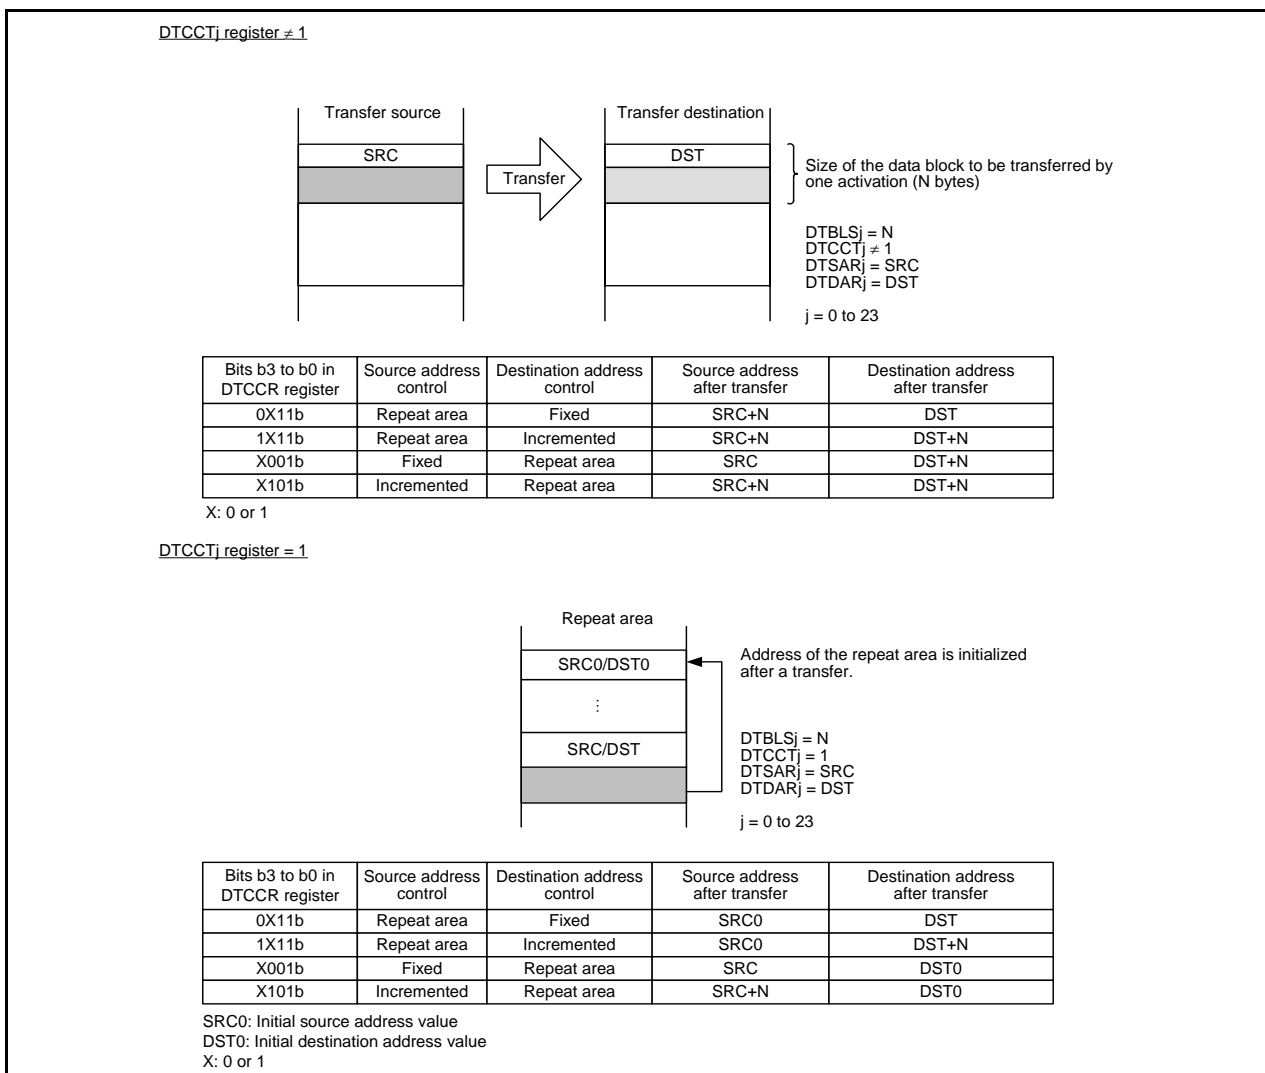 DTCCTj register ≠ 1
Transfer source
Transfer destination
SRC
DST
Transfer
Size of the data block to be transferred by
one activation (N bytes)
DTBLSj = N
DTCCTj ≠ 1
DTSARj = SRC
DTDARj = DST
j = 0 to 23
Bits b3 to b0 in DTCCR register | Source address control | Destination address control | Source address after transfer | Destination address after transfer
0X11b | Repeat area | Fixed | SRC+N | DST
1X11b | Repeat area | Incremented | SRC+N | DST+N
X001b | Fixed | Repeat area | SRC | DST+N
X101b | Incremented | Repeat area | SRC+N | DST+N
X: 0 or 1
DTCCTj register = 1
Repeat area
SRC0/DST0
⋮
SRC/DST
Address of the repeat area is initialized
after a transfer.
DTBLSj = N
DTCCTj = 1
DTSARj = SRC
DTDARj = DST
j = 0 to 23
Bits b3 to b0 in DTCCR register | Source address control | Destination address control | Source address after transfer | Destination address after transfer
0X11b | Repeat area | Fixed | SRC0 | DST
1X11b | Repeat area | Incremented | SRC0 | DST+N
X001b | Fixed | Repeat area | SRC | DST0
X101b | Incremented | Repeat area | SRC+N | DST0
SRC0: Initial source address value
DST0: Initial destination address value
X: 0 or 1